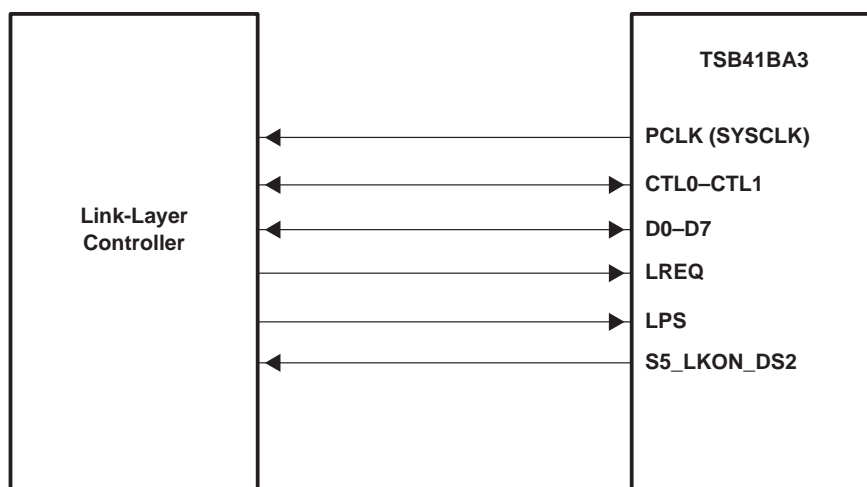 TSB41BA3
PCLK (SYSCLK)
CTL0–CTL1
Link-Layer
Controller
D0–D7
LREQ
LPS
S5_LKON_DS2